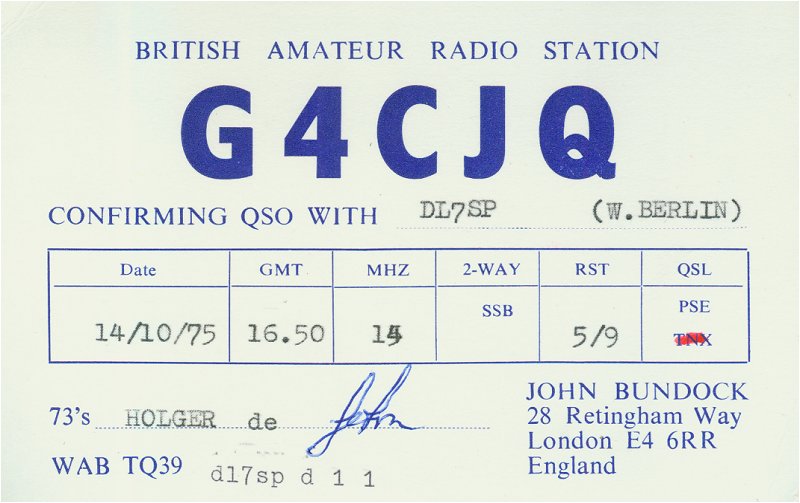 BRITISH AMATEUR RADIO STATION
G4CJQ
CONFIRMING QSO WITH DL7SP (W.BERLIN)
Date GMT MHZ 2-WAY RST QSL
SSB PSE
14/10/75 16.50 14 5/9 TNX
73's HOLGER de John
WAB TQ39 dl7sp d 1 1
JOHN BUNDOCK
28 Retingham Way
London E4 6RR
England